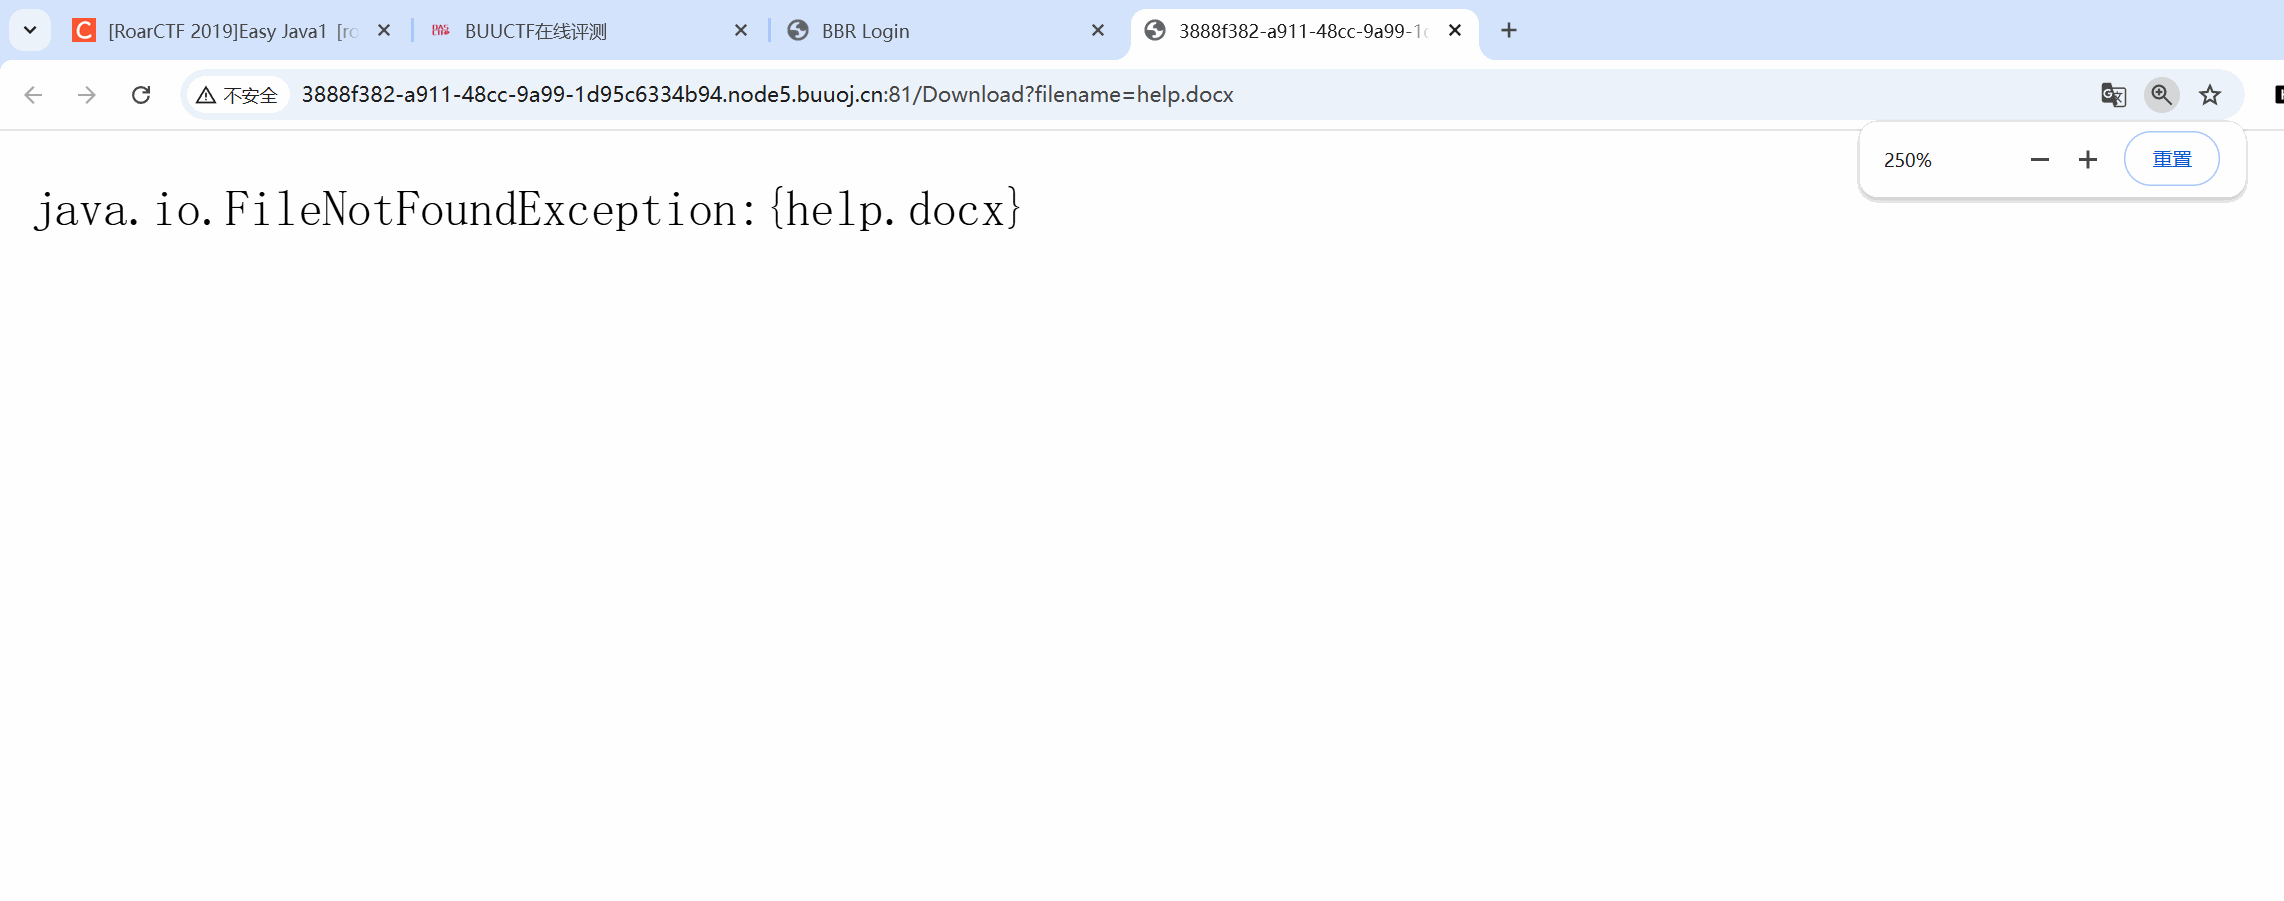 [RoarCTF 2019]Easy Java1 [ro
BUUCTF在线评测
BBR Login
3888f382-a911-48cc-9a99-1
不安全
3888f382-a911-48cc-9a99-1d95c6334b94.node5.buuoj.cn:81/Download?filename=help.docx
250%
重置
java.io.FileNotFoundException:{help.docx}